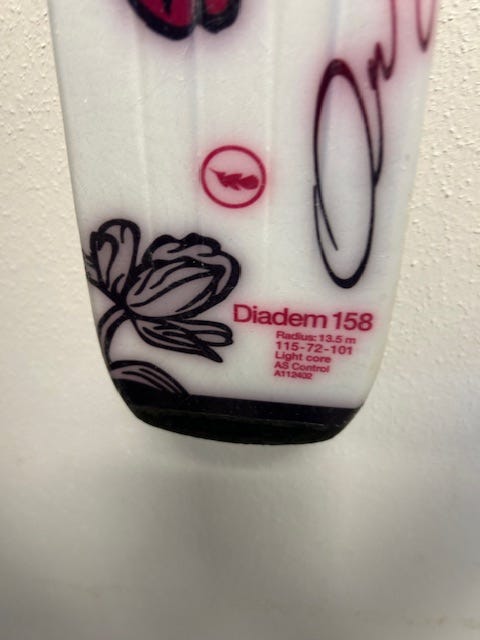 Diadem 158
Radius: 13.5 m
115-72-101
Light core
AS Control
A112402